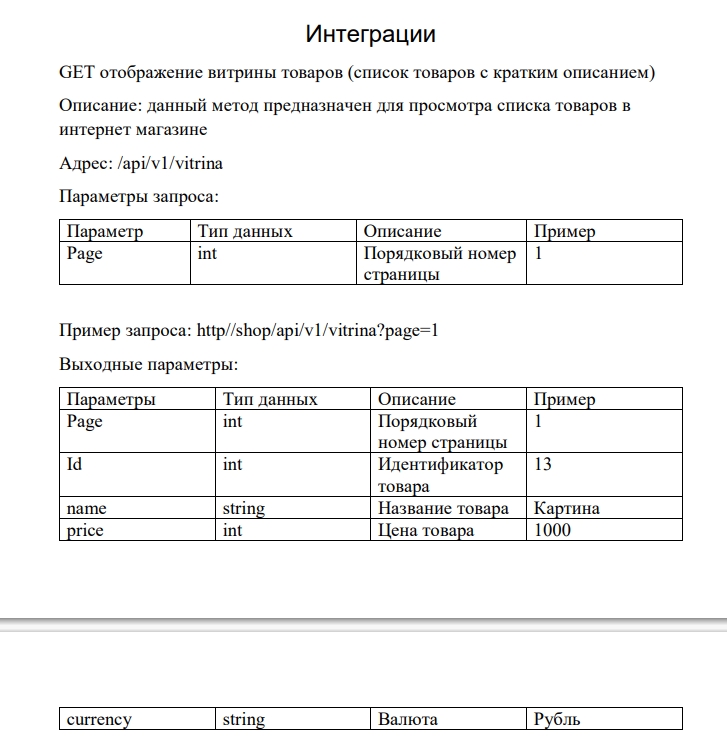 Интеграции
GET отображение витрины товаров (список товаров с кратким описанием)
Описание: данный метод предназначен для просмотра списка товаров в
интернет магазине
Адрес: /api/v1/vitrina
Параметры запроса:
Параметр Тип данных Описание Пример
Page int Порядковый номер 1
страницы
Пример запроса: http//shop/api/v1/vitrina?page=1
Выходные параметры:
Параметры Тип данных Описание Пример
Page int Порядковый 1
номер страницы
Id int Идентификатор 13
товара
name string Название товара Картина
price int Цена товара 1000
currency string Валюта Рубль